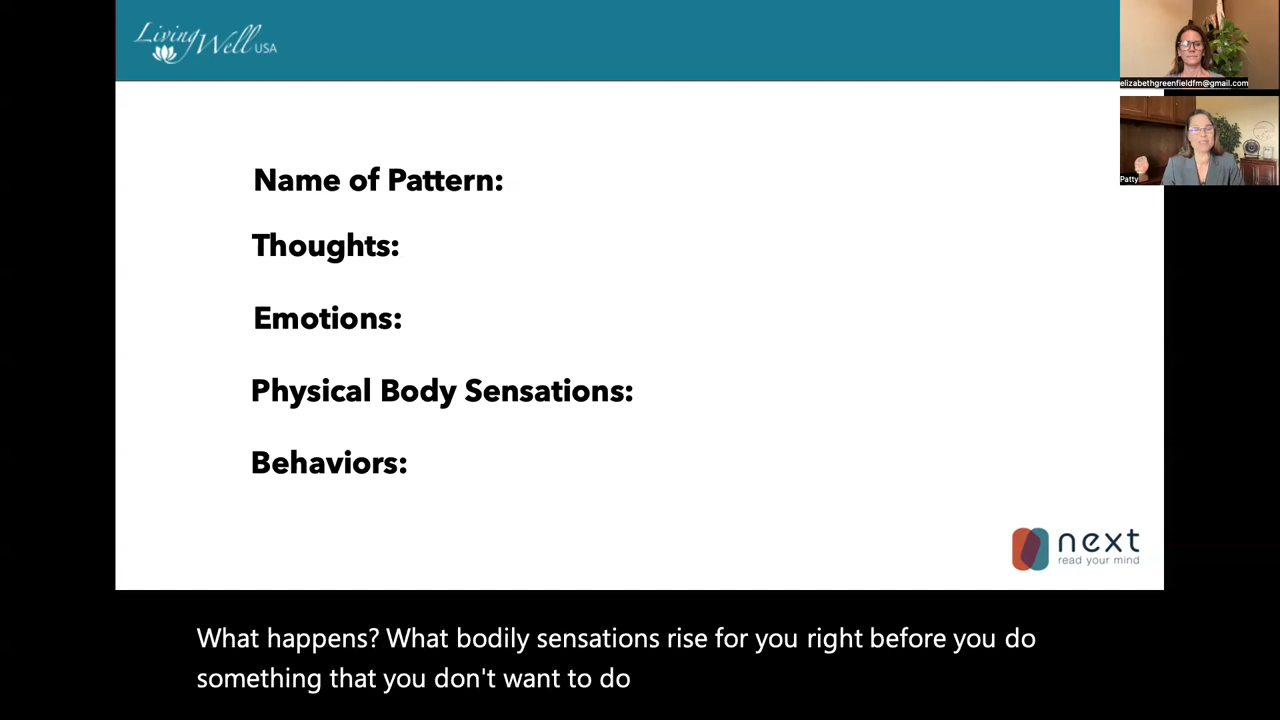 Living Well USA
elizabethgreenfieldfm@gmail.com
Patty
Name of Pattern:
Thoughts:
Emotions:
Physical Body Sensations:
Behaviors:
next
read your mind
What happens? What bodily sensations rise for you right before you do
something that you don't want to do